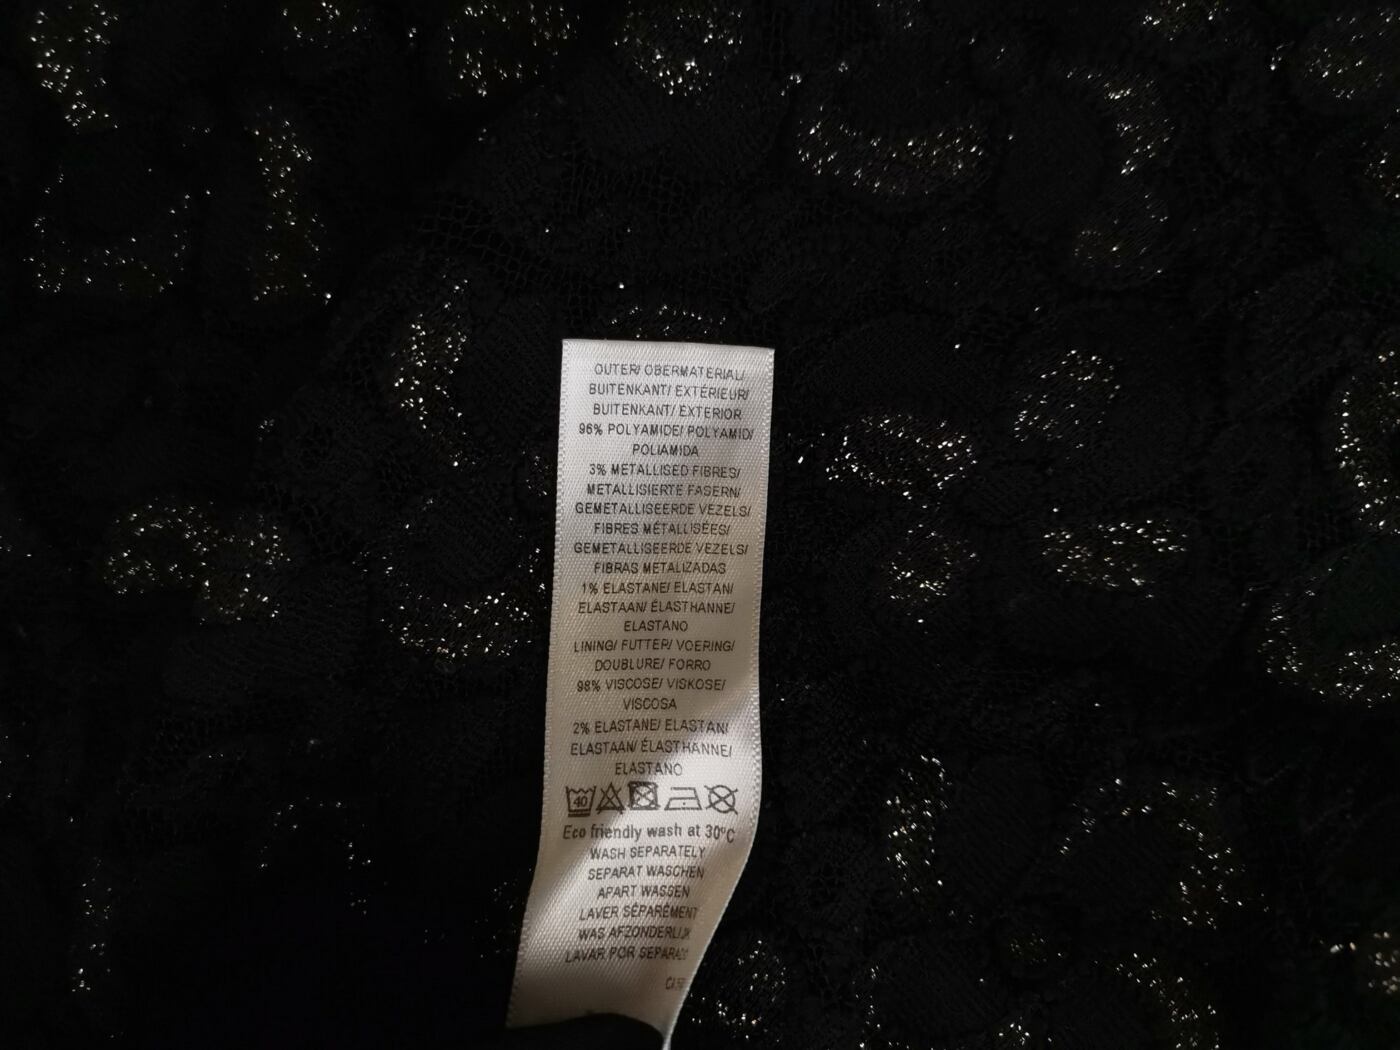 OUTER/ OBERMATERIAL/
BUITENKANT/ EXTÉRIEUR/
BUITENKANT/ EXTERIOR
96% POLYAMIDE/ POLYAMID/
POLIAMIDA
3% METALLISED FIBRES/
METALLISIERTE FASERN/
GEMETALLISEERDE VEZELS/
FIBRES MÉTALLISÉES/
GEMETALLISEERDE VEZELS/
FIBRAS METALIZADAS
1% ELASTANE/ ELASTAN/
ELASTAAN/ ÉLASTHANNE/
ELASTANO
LINING/ FUTTER/ VOERING/
DOUBLURE/ FORRO
98% VISCOSE/ VISKOSE/
VISCOSA
2% ELASTANE/ ELASTAN/
ELASTAAN/ ÉLASTHANNE/
ELASTANO
40
Eco friendly wash at 30°C
WASH SEPARATELY
SEPARAT WASCHEN
APART WASSEN
LAVER SÉPARÉMENT
WAS AFZONDERLIJK
LAVAR POR SEPARADO